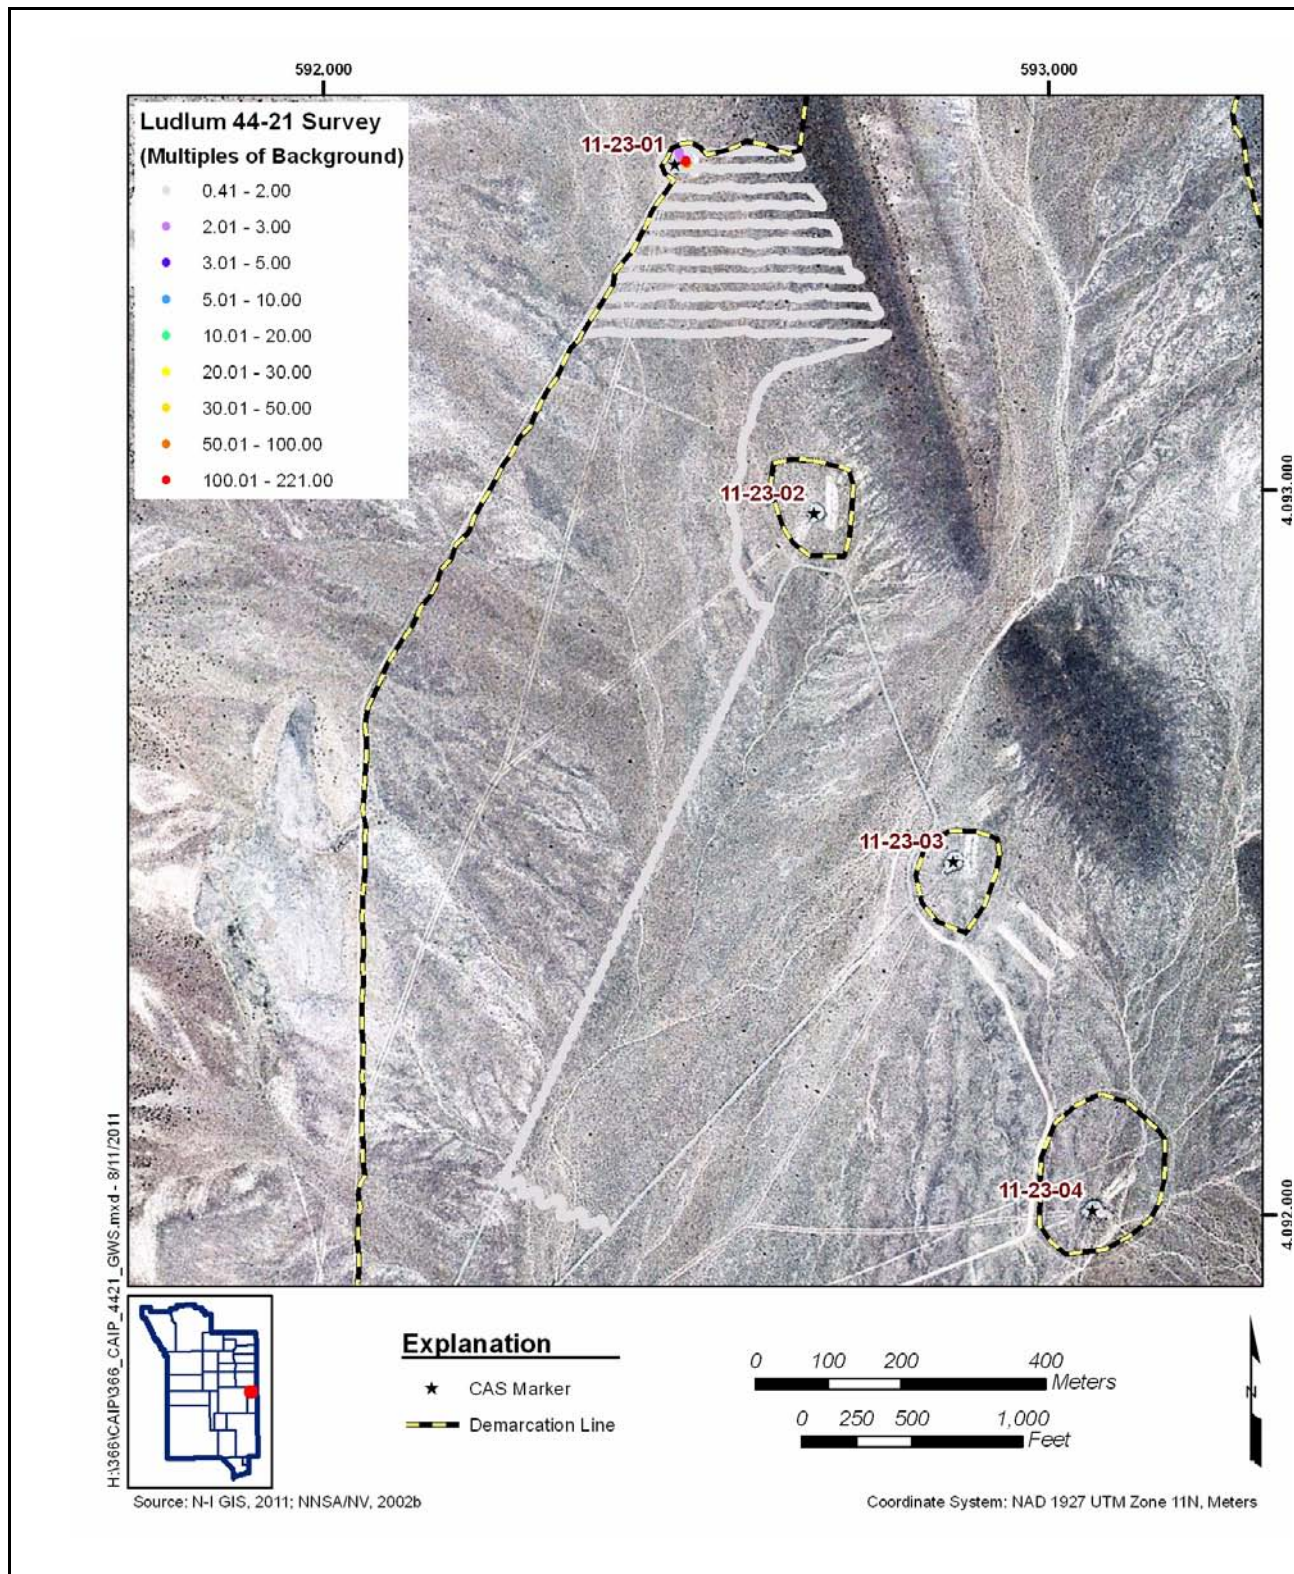 592,000
593,000
Ludlum 44-21 Survey
(Multiples of Background)
0.41 - 2.00
2.01 - 3.00
3.01 - 5.00
5.01 - 10.00
10.01 - 20.00
20.01 - 30.00
30.01 - 50.00
50.01 - 100.00
100.01 - 221.00
11-23-01
11-23-02
4,093,000
11-23-03
11-23-04
4,092,000
H:\366\CAIP\366_CAIP_4421_GWS.mxd - 8/11/2011
Explanation
CAS Marker
Demarcation Line
0 100 200 400
Meters
0 250 500 1,000
Feet
N
Source: N-I GIS, 2011; NNSA/NV, 2002b
Coordinate System: NAD 1927 UTM Zone 11N, Meters